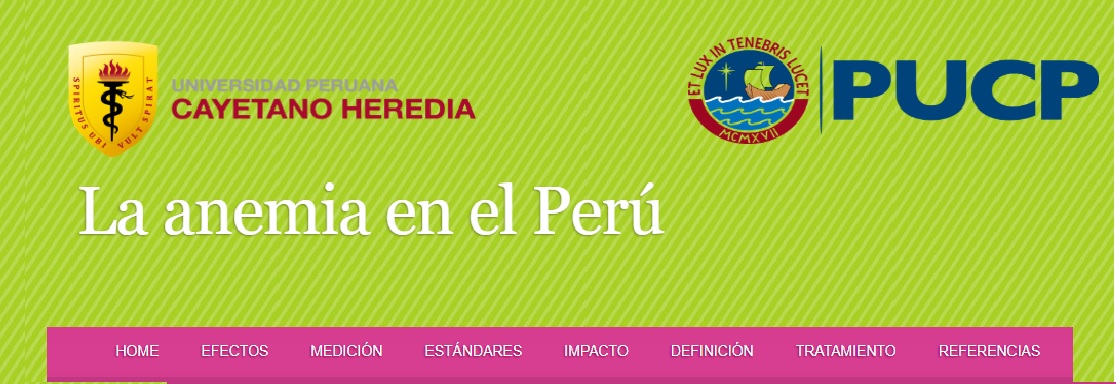 SPIRITUS UBI VULT SPIRAT
UNIVERSIDAD PERUANA
CAYETANO HEREDIA
ET LUX IN TENEBRIS LUCET
MCMXVII
PUCP
La anemia en el Perú
HOME EFECTOS MEDICIÓN ESTÁNDARES IMPACTO DEFINICIÓN TRATAMIENTO REFERENCIAS